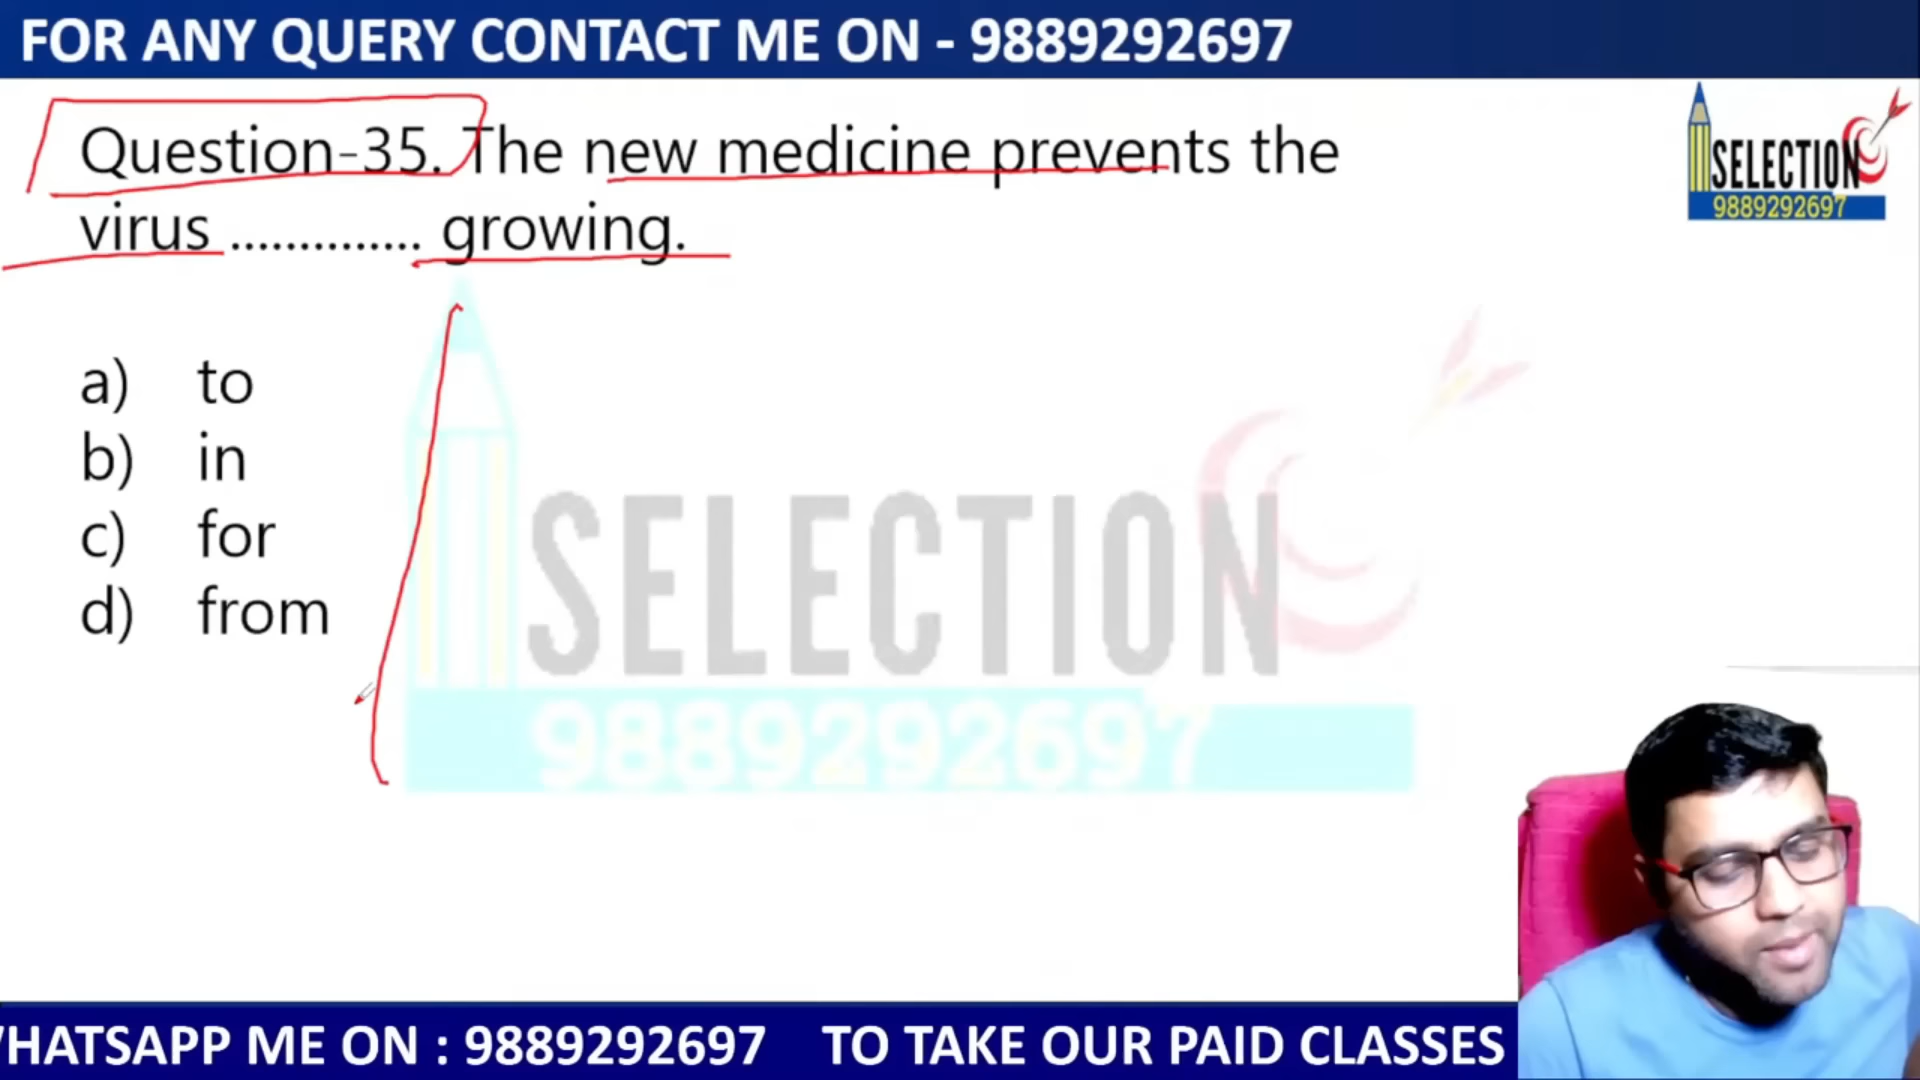 FOR ANY QUERY CONTACT ME ON - 9889292697
Question-35. The new medicine prevents the
virus .............. growing.
SELECTION
9889292697
a) to
b) in
c) for
d) from
SELECTION
9889292697
WHATSAPP ME ON : 9889292697 TO TAKE OUR PAID CLASSES